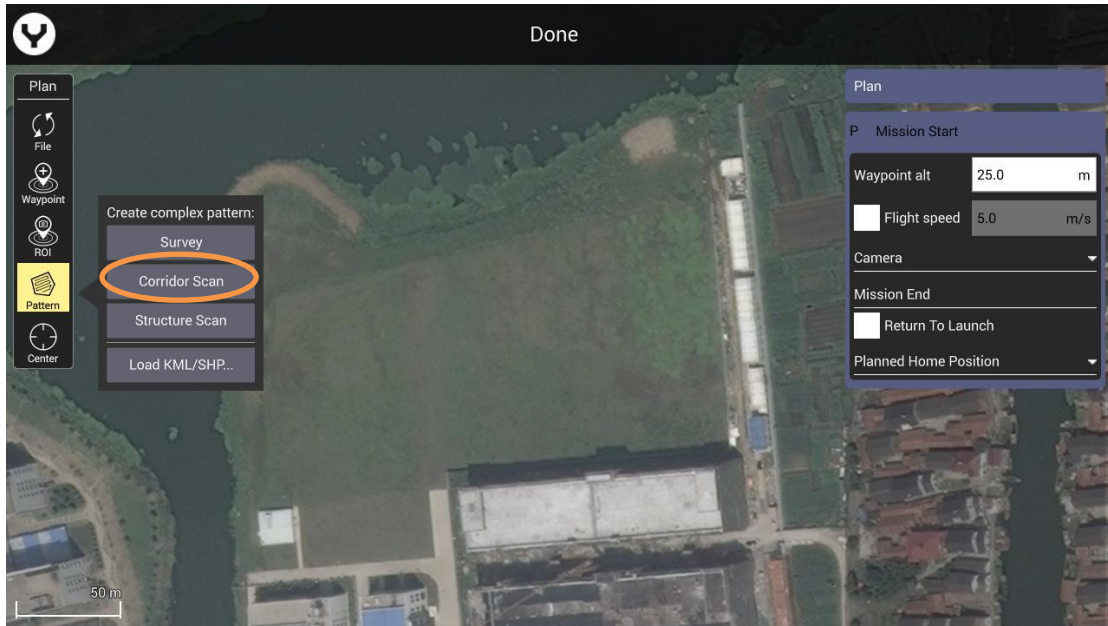 Done
Plan
File
Waypoint
ROI
Pattern
Center
Create complex pattern:
Survey
Corridor Scan
Structure Scan
Load KML/SHP...
Plan
P Mission Start
Waypoint alt 25.0 m
Flight speed 5.0 m/s
Camera
Mission End
Return To Launch
Planned Home Position
50 m